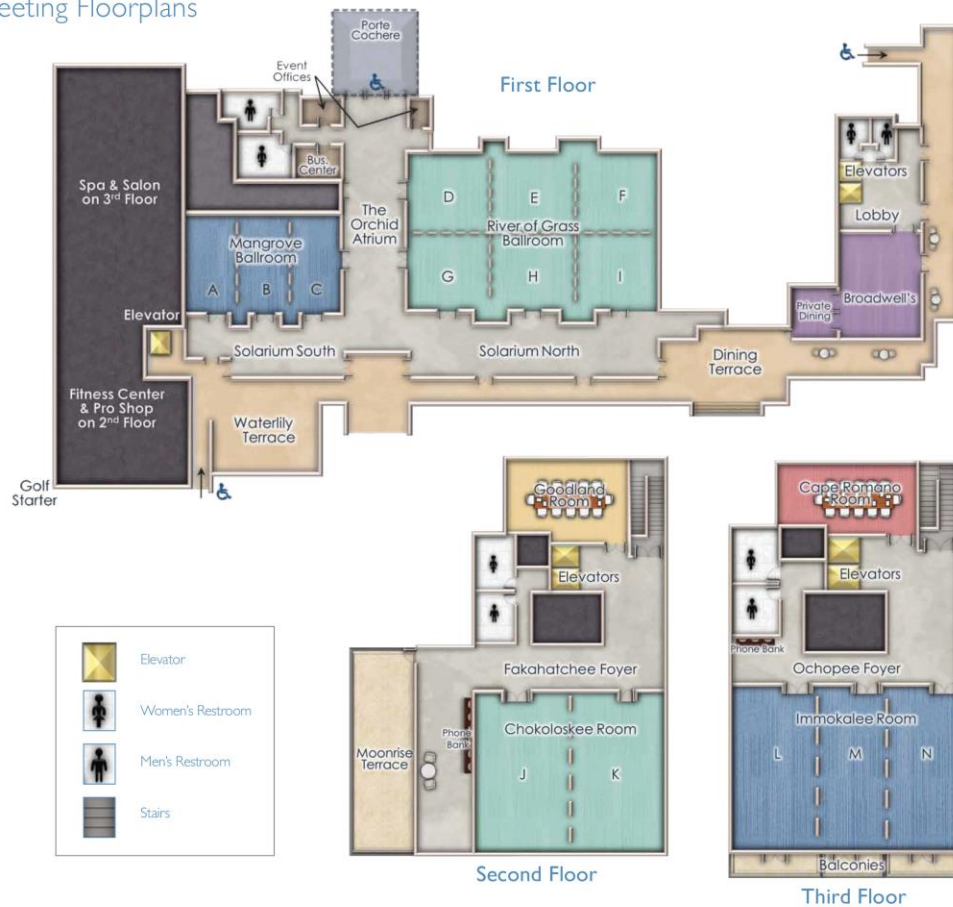 eeting Floorplans
Porte
Cochere
Event
Offices
First Floor
Bus.
Center
Spa & Salon
on 3rd Floor
The
Orchid
Atrium
D
E
F
River of Grass
Ballroom
G
H
I
Mangrove
Ballroom
A
B
C
Elevators
Lobby
Broadwell's
Private
Dining
Elevator
Solarium South
Solarium North
Dining
Terrace
Fitness Center
& Pro Shop
on 2nd Floor
Waterlily
Terrace
Golf
Starter
Goodland
Room
Elevators
Fakahatchee Foyer
Chokoloskee Room
Phone
Bank
Moonrise
Terrace
J
K
Second Floor
Cape Romano
Room
Elevators
Phone Bank
Ochopee Foyer
Immokalee Room
L
M
N
Balconies
Third Floor
Elevator
Women's Restroom
Men's Restroom
Stairs